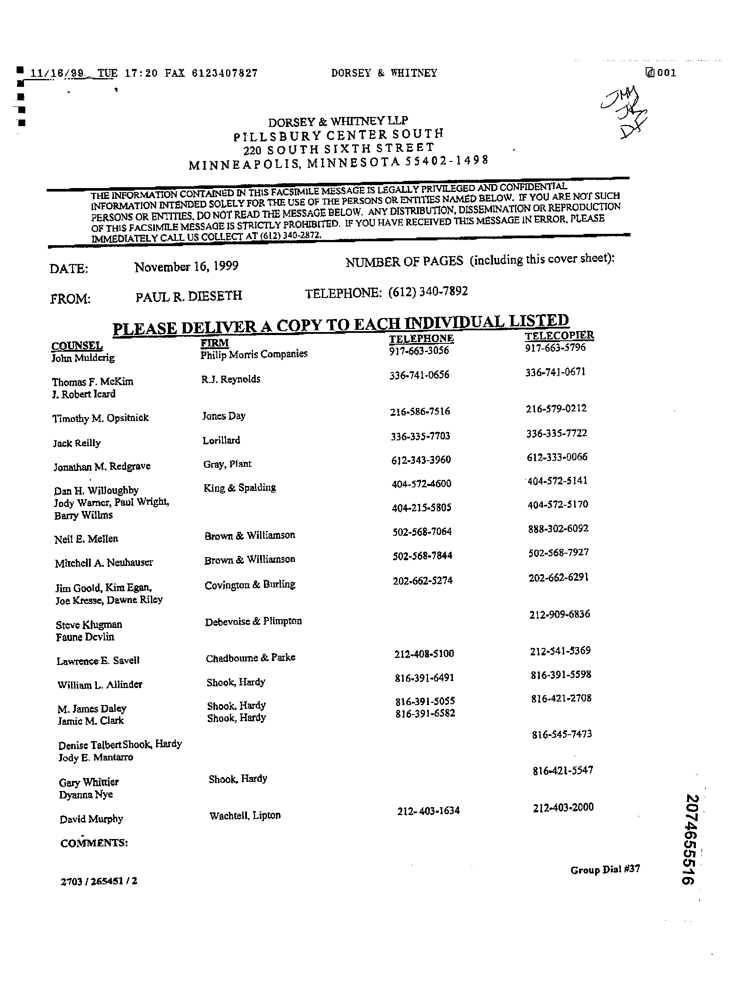 11/16/99 TUE 17:20 FAX 6123407827 DORSEY & WHITNEY 001
DORSEY & WHITNEY LLP
PILLSBURY CENTER SOUTH
220 SOUTH SIXTH STREET
MINNEAPOLIS, MINNESOTA 55402-1498
THE INFORMATION CONTAINED IN THIS FACSIMILE MESSAGE IS LEGALLY PRIVILEGED AND CONFIDENTIAL
INFORMATION INTENDED SOLELY FOR THE USE OF THE PERSONS OR ENTITIES NAMED BELOW. IF YOU ARE NOT SUCH
PERSONS OR ENTITIES, DO NOT READ THE MESSAGE BELOW. ANY DISTRIBUTION, DISSEMINATION OR REPRODUCTION
OF THIS FACSIMILE MESSAGE IS STRICTLY PROHIBITED. IF YOU HAVE RECEIVED THIS MESSAGE IN ERROR, PLEASE
IMMEDIATELY CALL US COLLECT AT (612) 340-2872.
DATE: November 16, 1999 NUMBER OF PAGES (including this cover sheet):
FROM: PAUL R. DIESETH TELEPHONE: (612) 340-7892
PLEASE DELIVER A COPY TO EACH INDIVIDUAL LISTED
COUNSEL FIRM TELEPHONE TELECOPIER
John Mulderig Philip Morris Companies 917-663-3056 917-663-5796
Thomas F. McKim R.J. Reynolds 336-741-0656 336-741-0671
J. Robert Icard
Timothy M. Opsitnick Jones Day 216-586-7516 216-579-0212
Jack Reilly Lorillard 336-335-7703 336-335-7722
Jonathan M. Redgrave Gray, Plant 612-343-3960 612-333-0066
Dan H. Willoughby King & Spalding 404-572-4600 404-572-5141
Jody Warner, Paul Wright, 404-215-5805 404-572-5170
Barry Willms
Neil E. Mellen Brown & Williamson 502-568-7064 888-302-6092
Mitchell A. Neuhauser Brown & Williamson 502-568-7844 502-568-7927
Jim Goold, Kim Egan, Covington & Burling 202-662-5274 202-662-6291
Joe Kresse, Dawne Riley
Steve Klugman Debevoise & Plimpton 212-909-6836
Faune Devlin
Lawrence E. Savell Chadbourne & Parke 212-408-5100 212-541-5369
William L. Allinder Shook, Hardy 816-391-6491 816-391-5598
M. James Daley Shook, Hardy 816-391-5055 816-421-2708
Jamie M. Clark Shook, Hardy 816-391-6582
Denise TalbertShook, Hardy 816-545-7473
Jody E. Mantarro
Gary Whittier Shook, Hardy 816-421-5547
Dyanna Nye
David Murphy Wachtell, Lipton 212- 403-1634 212-403-2000
COMMENTS:
Group Dial #37
2703 / 265451 / 2
2074655516